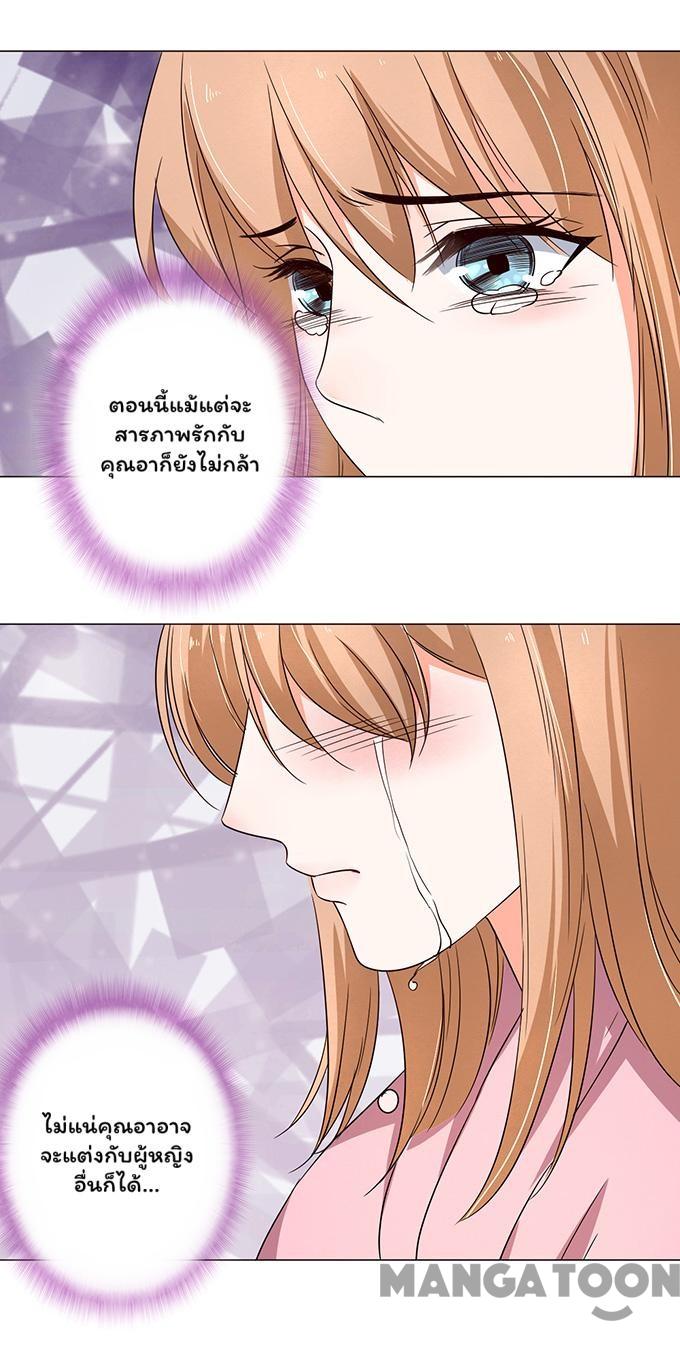 ตอนนี้แม้แต่จะ
สารภาพรักกับ
คุณอาก็ยังไม่กล้า
ไม่แน่คุณอาอาจ
จะแต่งกับผู้หญิง
อื่นก็ได้...
MANGATOON